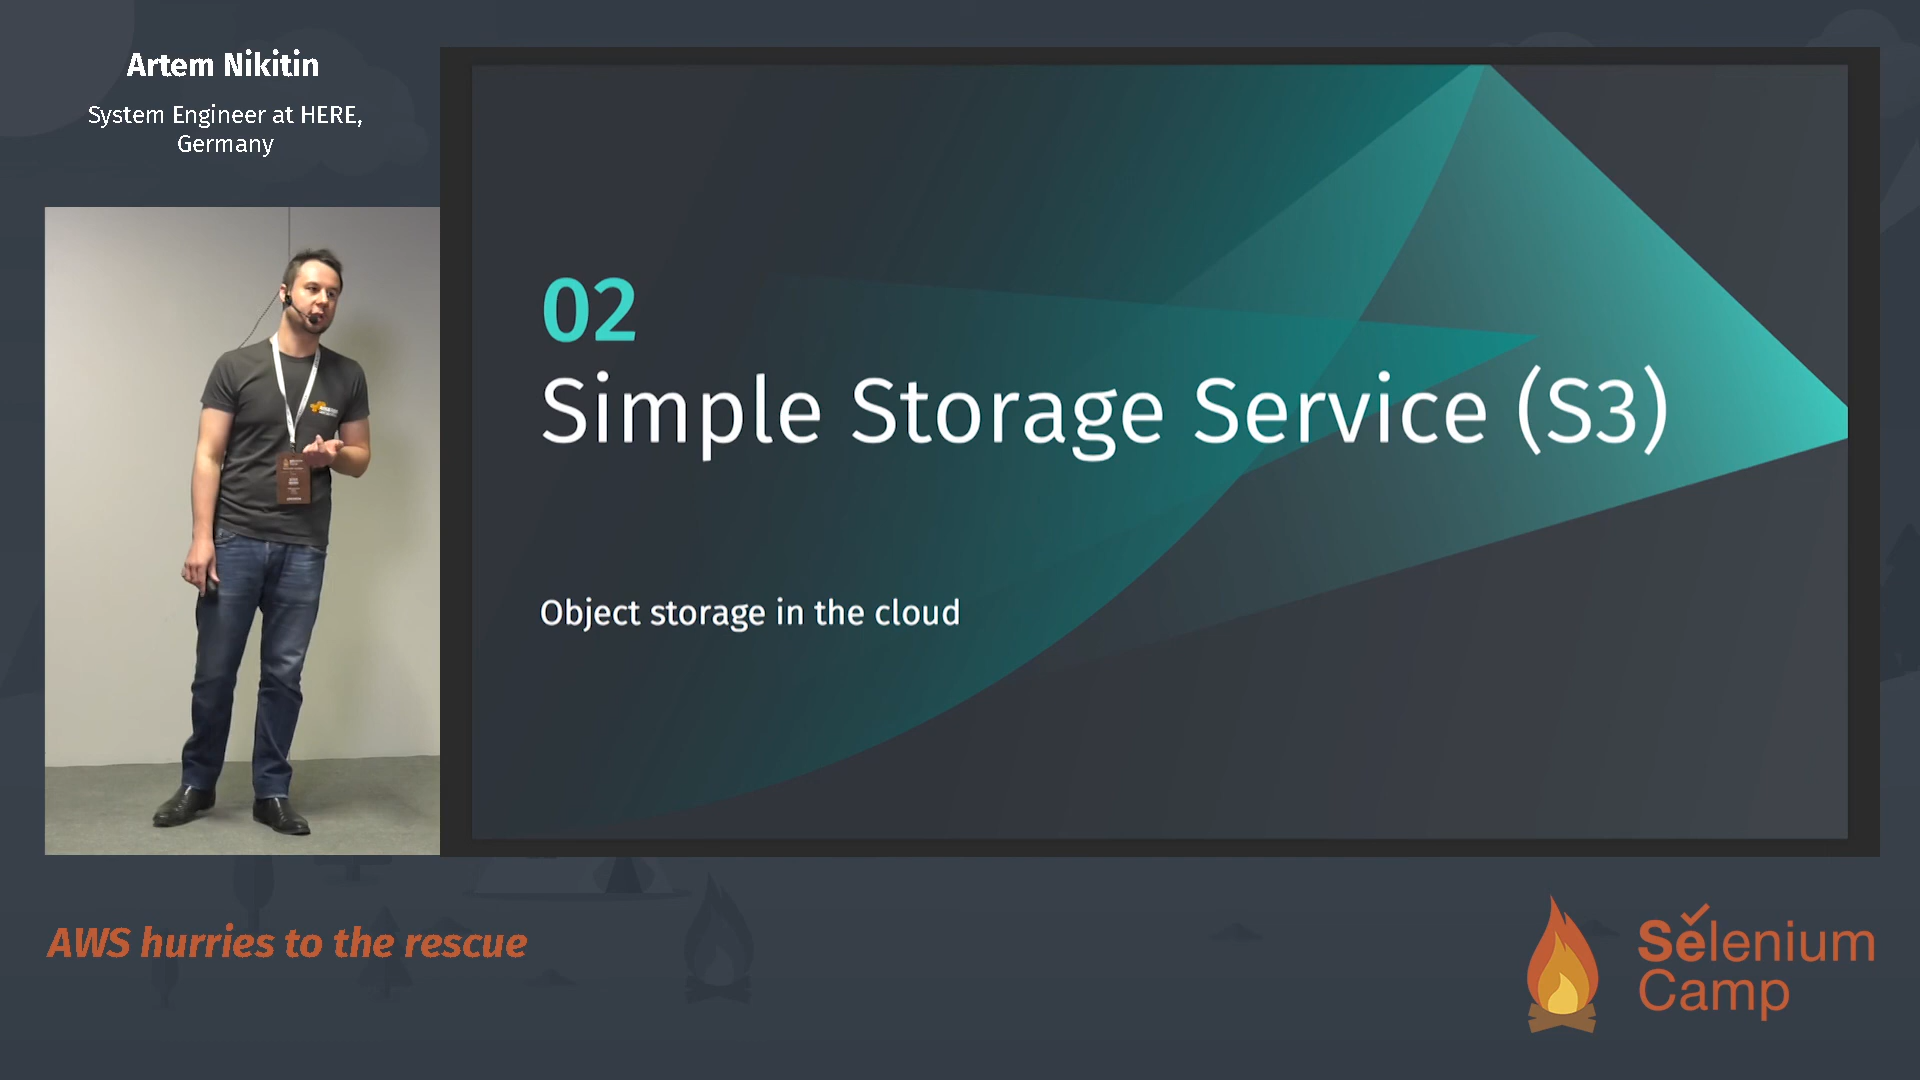 Artem Nikitin
System Engineer at HERE,
Germany
02
Simple Storage Service (S3)
Object storage in the cloud
AWS hurries to the rescue
Selenium
Camp